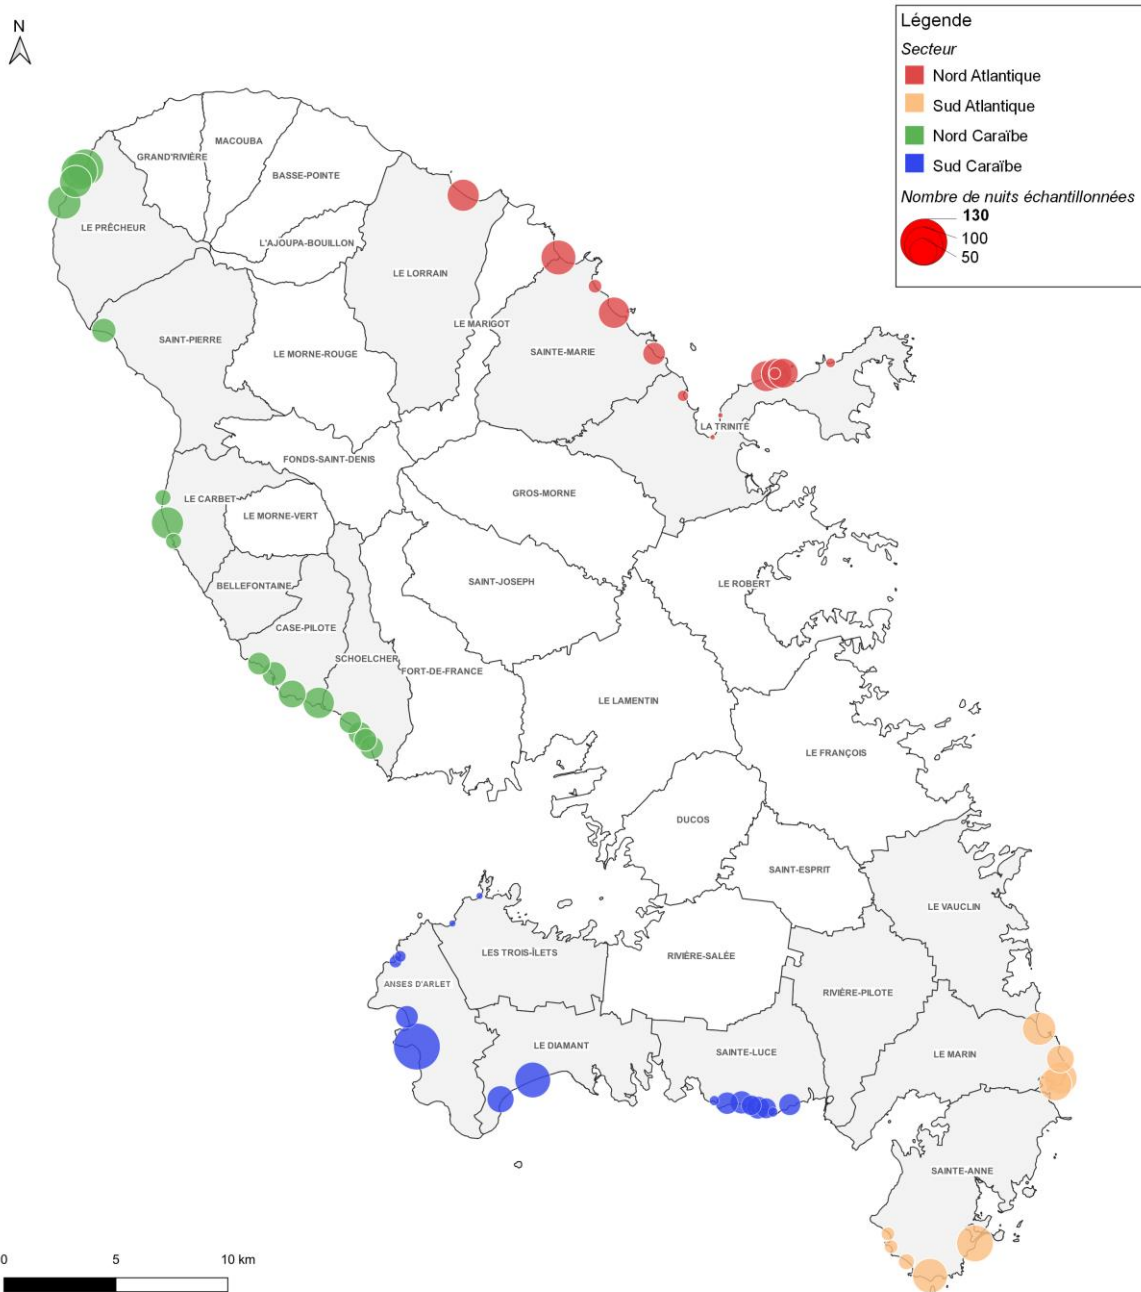 N
Légende
Secteur
Nord Atlantique
Sud Atlantique
Nord Caraïbe
Sud Caraïbe
Nombre de nuits échantillonnées
130
100
50
MACOUBA
GRAND'RIVIÈRE
BASSE-POINTE
LE PRÊCHEUR
L'AJOUPA-BOUILLON
LE LORRAIN
LE MARIGOT
SAINT-PIERRE
LE MORNE-ROUGE
SAINTE-MARIE
LA TRINITÉ
FONDS-SAINT-DENIS
LE CARBET
GROS-MORNE
LE MORNE-VERT
SAINT-JOSEPH
LE ROBERT
BELLEFONTAINE
CASE-PILOTE
SCHOELCHER
FORT-DE-FRANCE
LE LAMENTIN
LE FRANÇOIS
DUCOS
SAINT-ESPRIT
LE VAUCLIN
LES TROIS-ÎLETS
RIVIÈRE-SALÉE
ANSES D'ARLET
RIVIÈRE-PILOTE
LE DIAMANT
SAINTE-LUCE
LE MARIN
SAINTE-ANNE
0 5 10 km